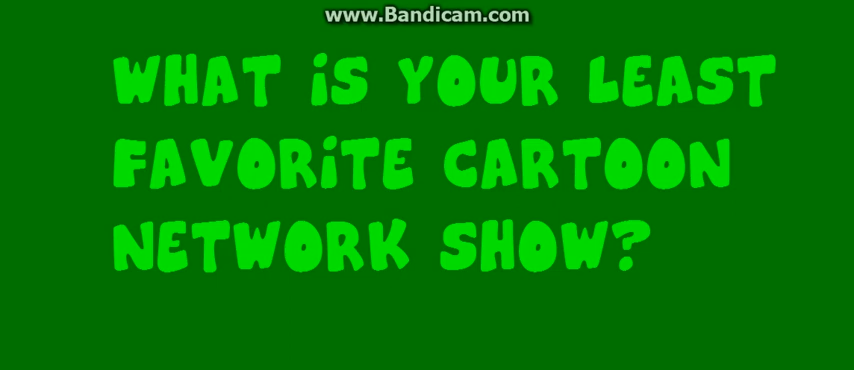 www.Bandicam.com
WHAT iS YOUR LEAST
FAVORiTE CARTOON
NETWORK SHOW?